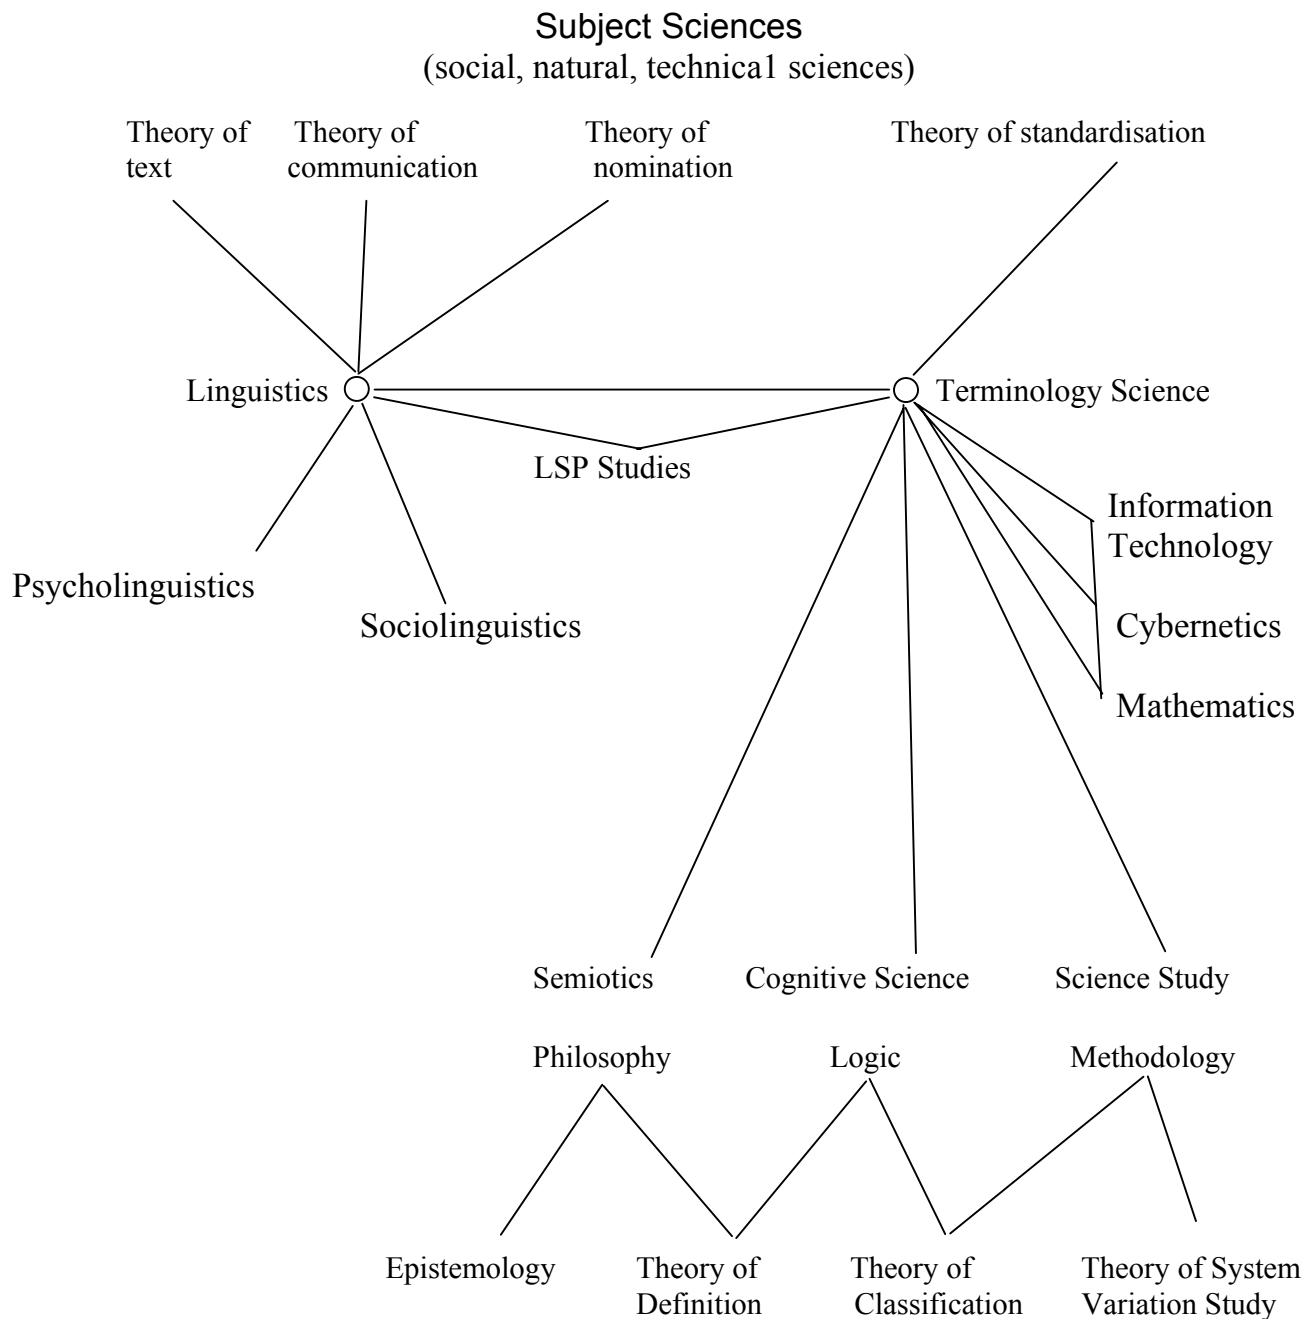 Subject Sciences
(social, natural, technica1 sciences)
Theory of
text
Theory of
communication
Theory of
nomination
Theory of standardisation
Linguistics
Terminology Science
LSP Studies
Information
Technology
Psycholinguistics
Sociolinguistics
Cybernetics
Mathematics
Semiotics
Cognitive Science
Science Study
Philosophy
Logic
Methodology
Epistemology
Theory of
Definition
Theory of
Classification
Theory of System
Variation Study